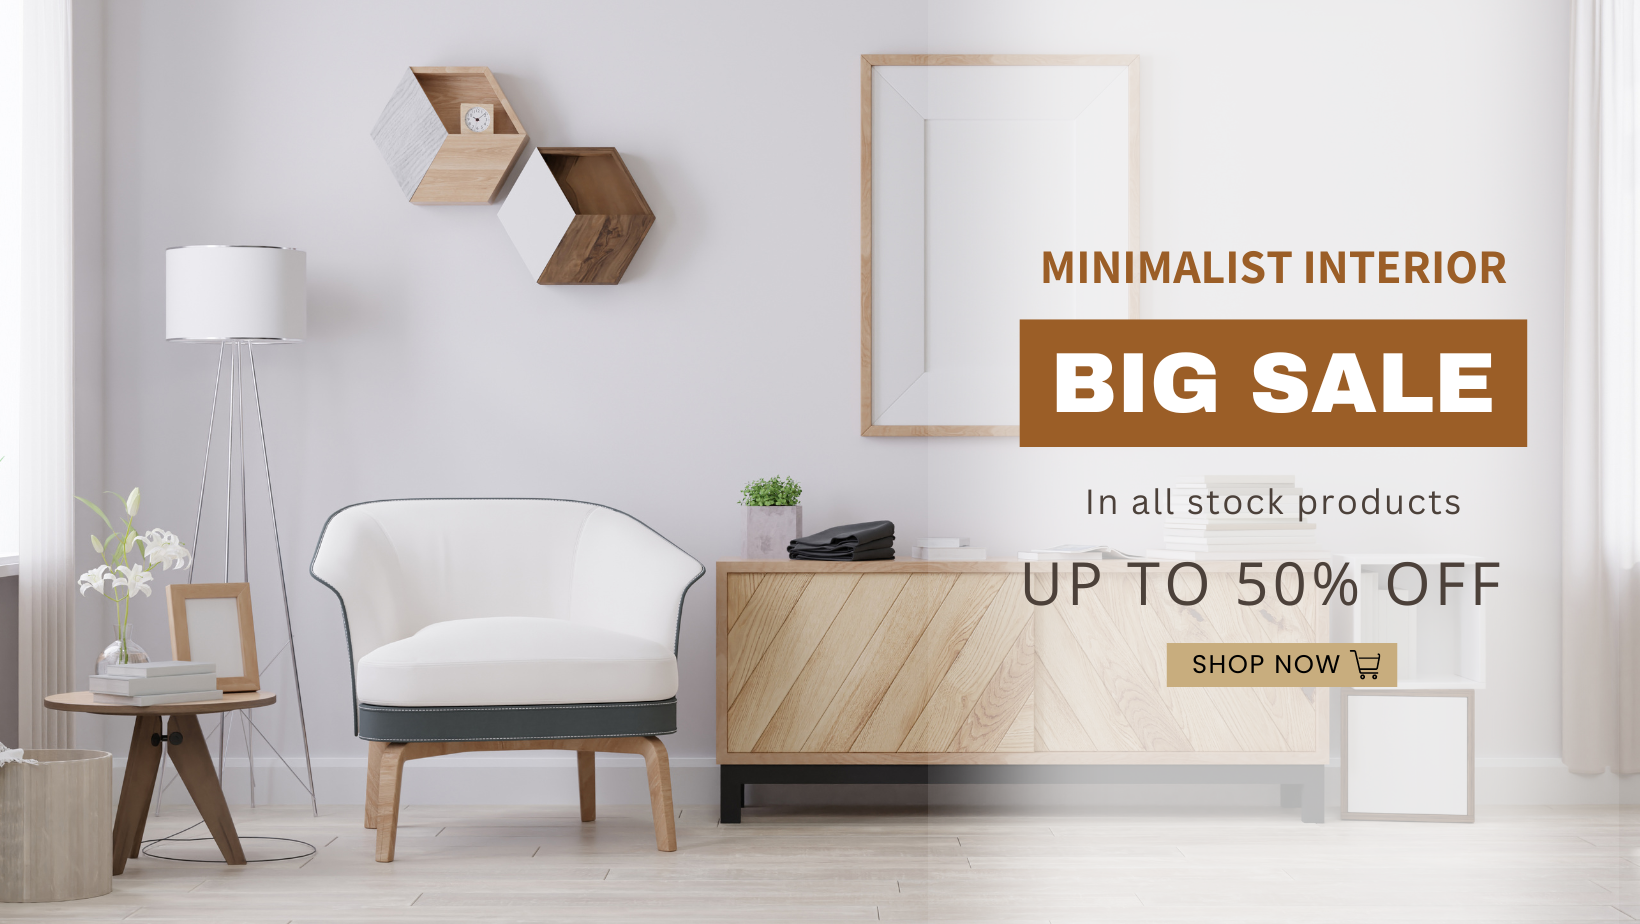 MINIMALIST INTERIOR
BIG SALE
In all stock products
UP TO 50% OFF
SHOP NOW